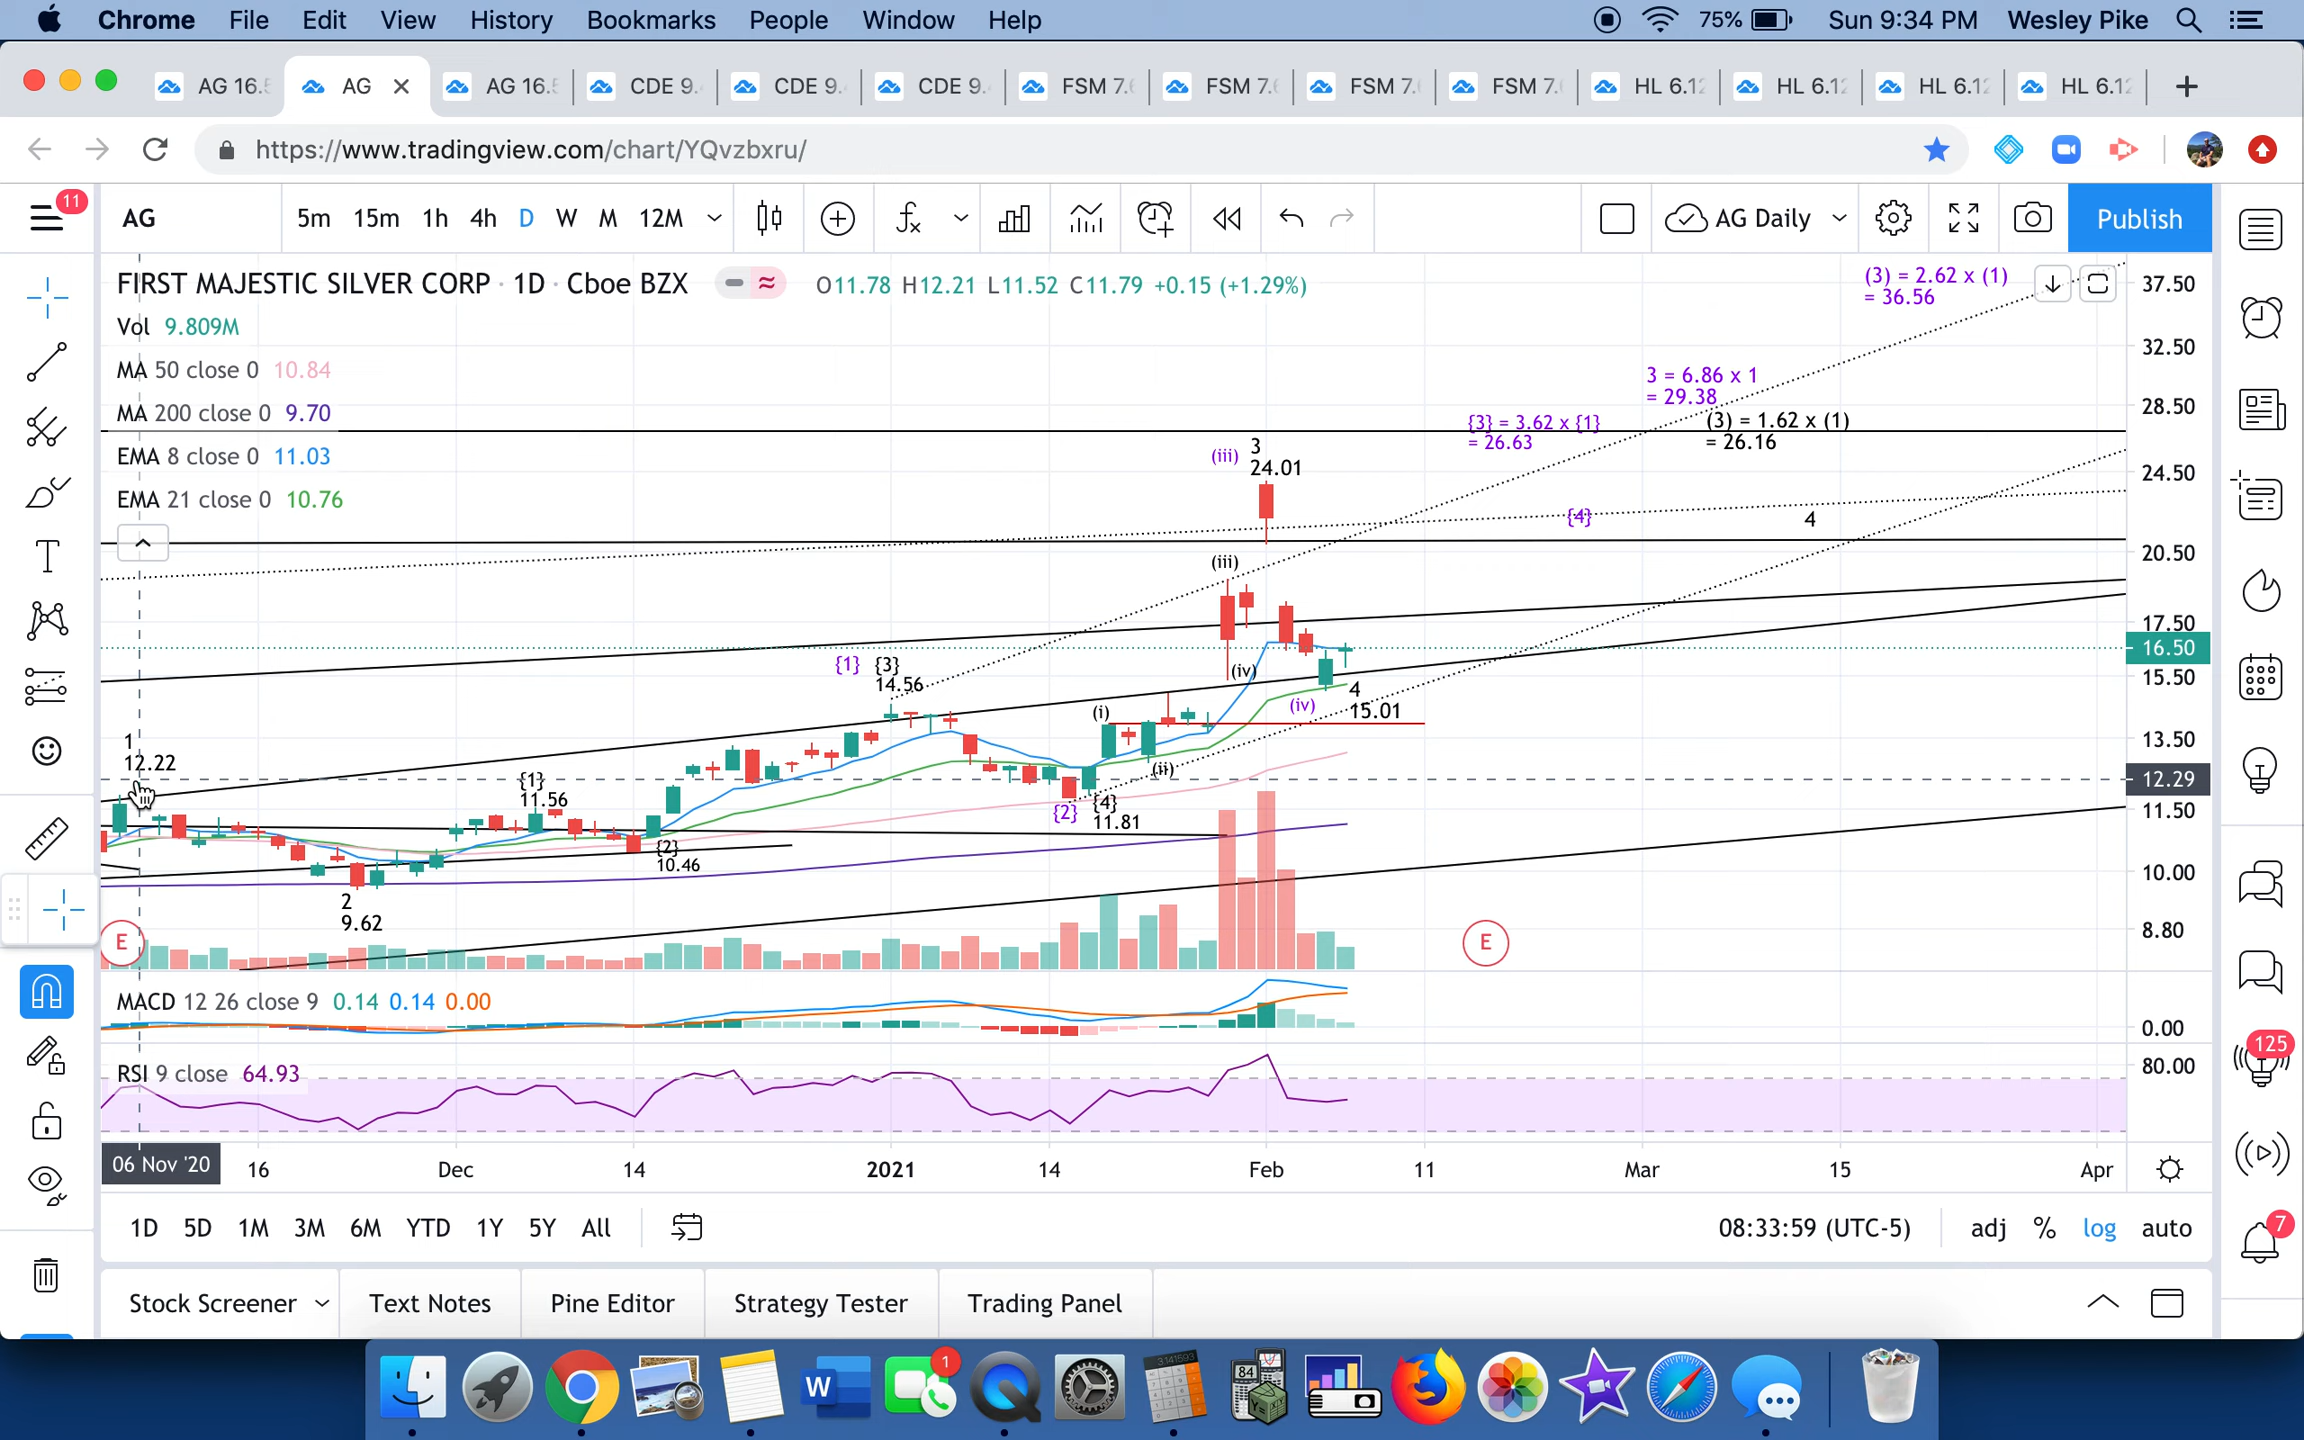 Chrome File Edit View History Bookmarks People Window Help 75% Sun 9:34 PM Wesley Pike
AG 16.5 AG AG 16.5 CDE 9. CDE 9. CDE 9. FSM 7.6 FSM 7.6 FSM 7.6 FSM 7.6 HL 6.12 HL 6.12 HL 6.12 HL 6.12
https://www.tradingview.com/chart/YQvzbxru/
11
AG 5m 15m 1h 4h D W M 12M AG Daily Publish
FIRST MAJESTIC SILVER CORP · 1D · Cboe BZX O11.78 H12.21 L11.52 C11.79 +0.15 (+1.29%)
Vol 9.809M
MA 50 close 0 10.84
MA 200 close 0 9.70
EMA 8 close 0 11.03
EMA 21 close 0 10.76
(3) = 2.62 x (1)
= 36.56
3 = 6.86 x 1
= 29.38
{3} = 3.62 x {1}
= 26.63
(3) = 1.62 x (1)
= 26.16
(iii) 3
24.01
{4}
4
(iii)
(iv)
{1} {3}
14.56
(iv)
4
15.01
(i)
(ii)
1
12.22
{1}
11.56
{2} {4}
11.81
{2}
10.46
2
9.62
E
E
37.50
32.50
28.50
24.50
20.50
17.50
16.50
15.50
13.50
12.29
11.50
10.00
8.80
MACD 12 26 close 9 0.14 0.14 0.00
0.00
RSI 9 close 64.93
80.00
06 Nov '20 16 Dec 14 2021 14 Feb 11 Mar 15 Apr
1D 5D 1M 3M 6M YTD 1Y 5Y All 08:33:59 (UTC-5) adj % log auto
Stock Screener Text Notes Pine Editor Strategy Tester Trading Panel
125
7
W
1
3.141593
84